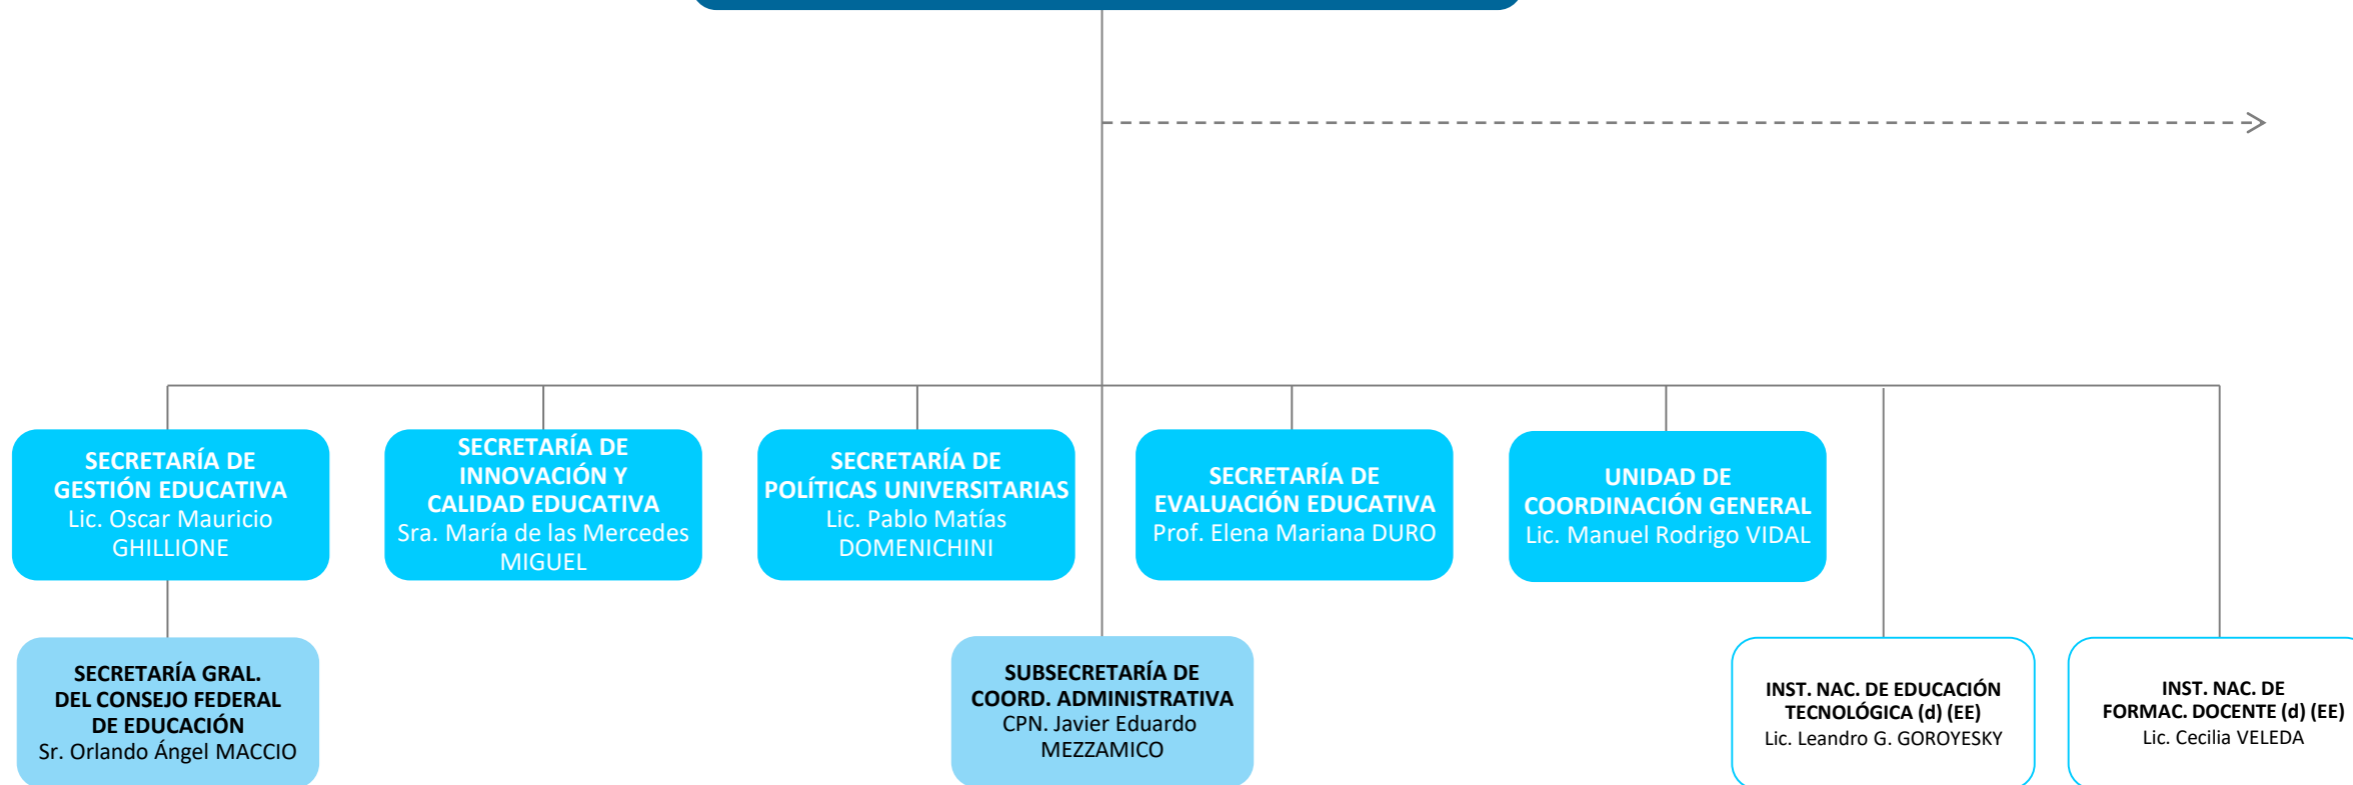 SECRETARÍA DE
GESTIÓN EDUCATIVA
Lic. Oscar Mauricio
GHILLIONE
SECRETARÍA DE
INNOVACIÓN Y
CALIDAD EDUCATIVA
Sra. María de las Mercedes
MIGUEL
SECRETARÍA DE
POLÍTICAS UNIVERSITARIAS
Lic. Pablo Matías
DOMENICHINI
SECRETARÍA DE
EVALUACIÓN EDUCATIVA
Prof. Elena Mariana DURO
UNIDAD DE
COORDINACIÓN GENERAL
Lic. Manuel Rodrigo VIDAL
SECRETARÍA GRAL.
DEL CONSEJO FEDERAL
DE EDUCACIÓN
Sr. Orlando Ángel MACCIO
SUBSECRETARÍA DE
COORD. ADMINISTRATIVA
CPN. Javier Eduardo
MEZZAMICO
INST. NAC. DE EDUCACIÓN
TECNOLÓGICA (d) (EE)
Lic. Leandro G. GOROYESKY
INST. NAC. DE
FORMAC. DOCENTE (d) (EE)
Lic. Cecilia VELEDA